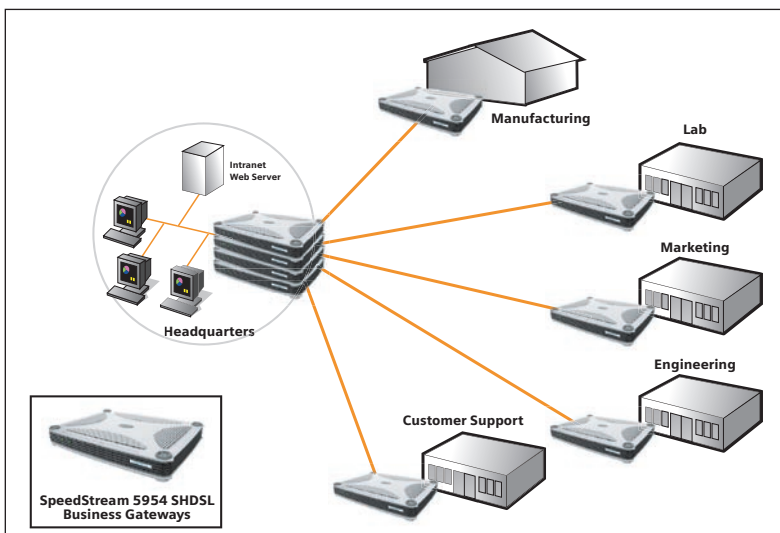 Manufacturing
Lab
Intranet
Web Server
Marketing
Headquarters
Engineering
Customer Support
SpeedStream 5954 SHDSL
Business Gateways